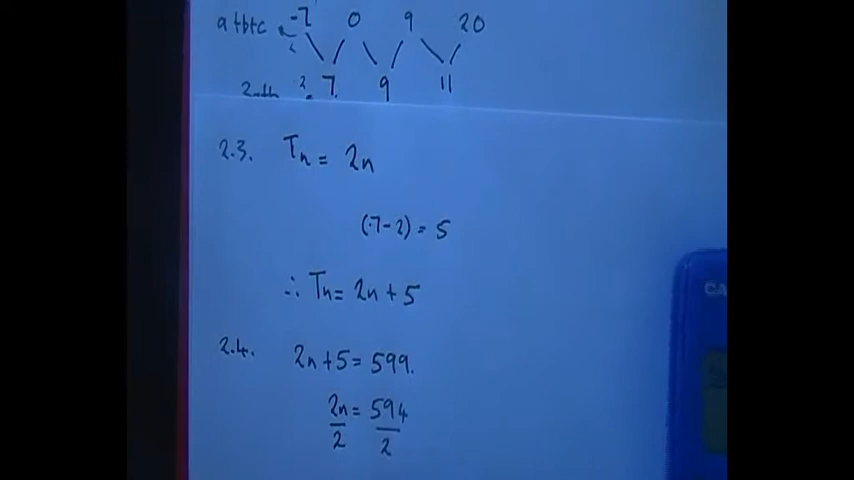 a+b+c -7 0 9 20
7 9 11
2.3. Tn = 2n
(7-2) = 5
∴ Tn = 2n + 5
2.4. 2n + 5 = 599.
2n/2 = 594/2
CA